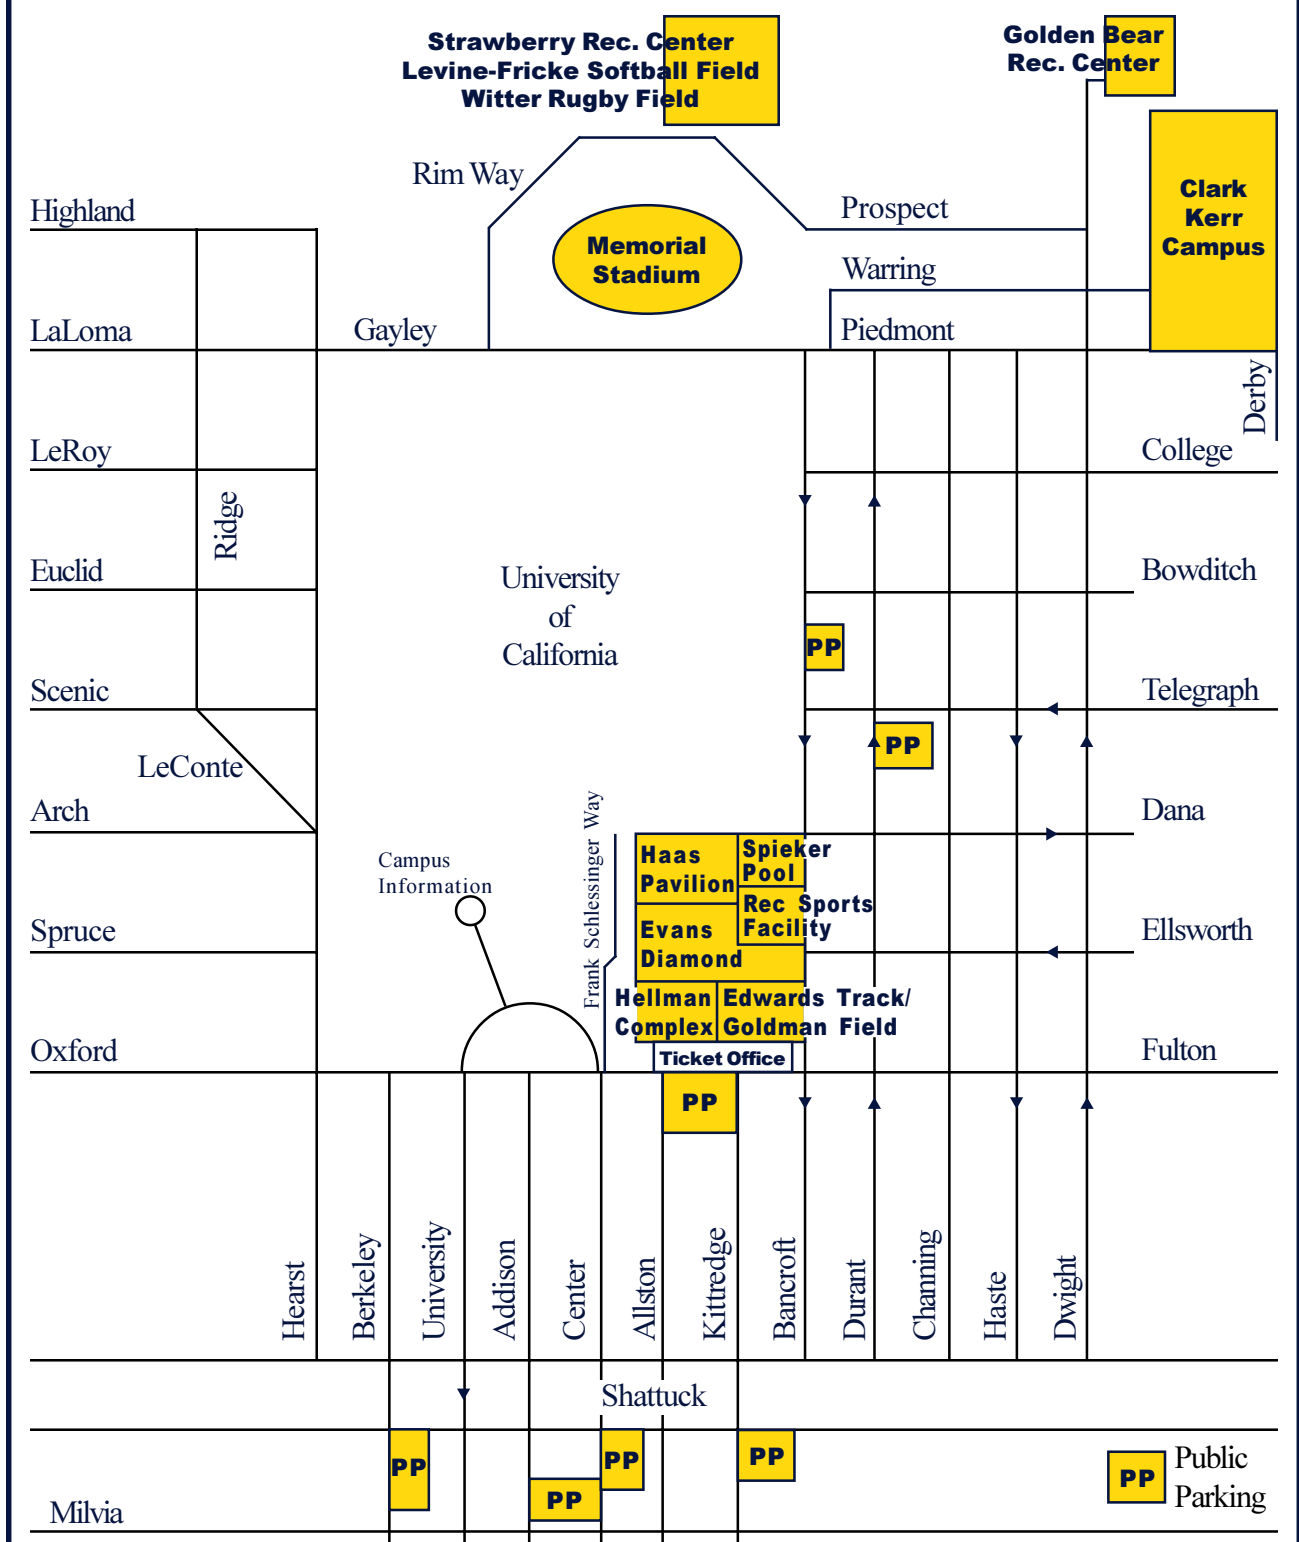 Strawberry Rec. Center
Levine-Fricke Softball Field
Witter Rugby Field
Golden Bear
Rec. Center
Rim Way
Highland
Prospect
Clark
Kerr
Campus
Memorial
Stadium
Warring
LaLoma
Gayley
Piedmont
Derby
LeRoy
College
Ridge
Euclid
University
of
California
Bowditch
PP
Scenic
Telegraph
PP
LeConte
Arch
Dana
Frank Schlessinger Way
Campus
Information
Haas
Pavilion
Spieker
Pool
Rec Sports
Facility
Spruce
Evans
Diamond
Ellsworth
Hellman
Complex
Edwards Track/
Goldman Field
Oxford
Ticket Office
Fulton
PP
Hearst
Berkeley
University
Addison
Center
Allston
Kittredge
Bancroft
Durant
Channing
Haste
Dwight
Shattuck
PP
PP
PP
PP
Milvia
PP
Public
Parking